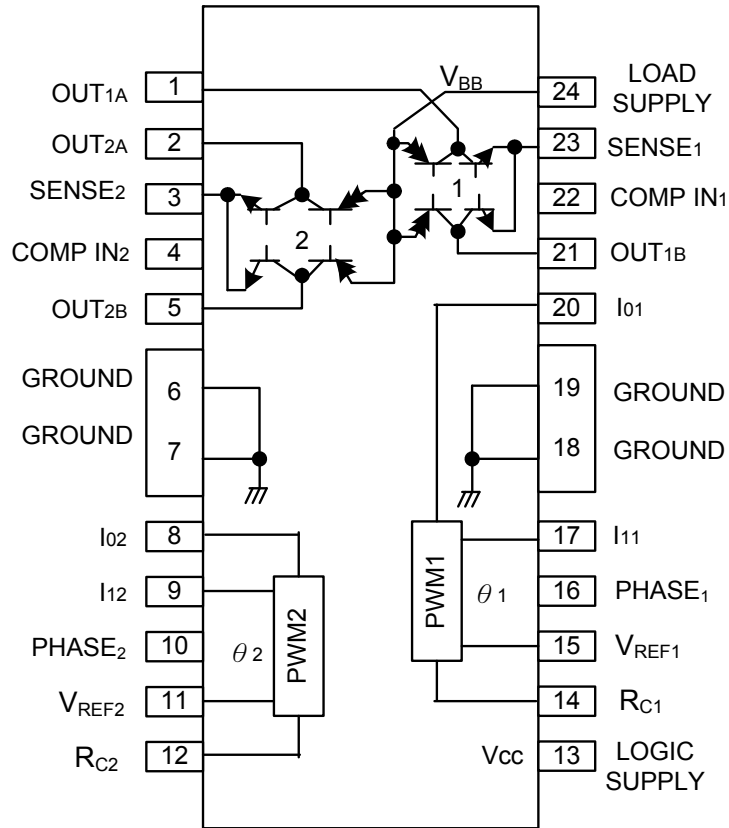 OUT1A 1
OUT2A 2
SENSE2 3
COMP IN2 4
OUT2B 5
GROUND 6
GROUND 7
I02 8
I12 9
PHASE2 10
VREF2 11
RC2 12
VBB
1
2
PWM2
θ2
PWM1
θ1
Vcc
24 LOAD
SUPPLY
23 SENSE1
22 COMP IN1
21 OUT1B
20 I01
19 GROUND
18 GROUND
17 I11
16 PHASE1
15 VREF1
14 RC1
13 LOGIC
SUPPLY